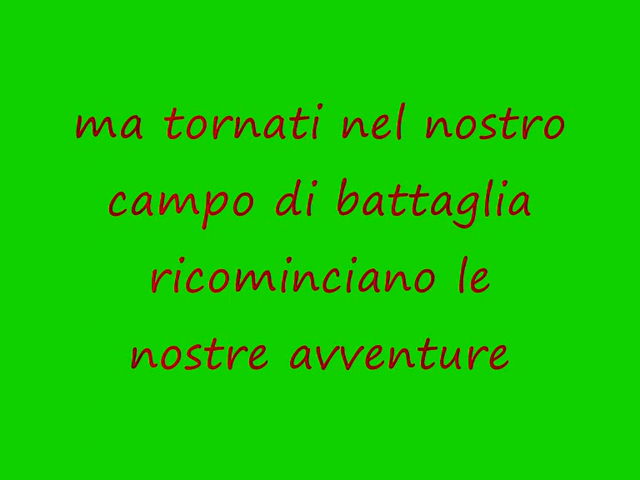 ma tornati nel nostro
campo di battaglia
ricominciano le
nostre avventure